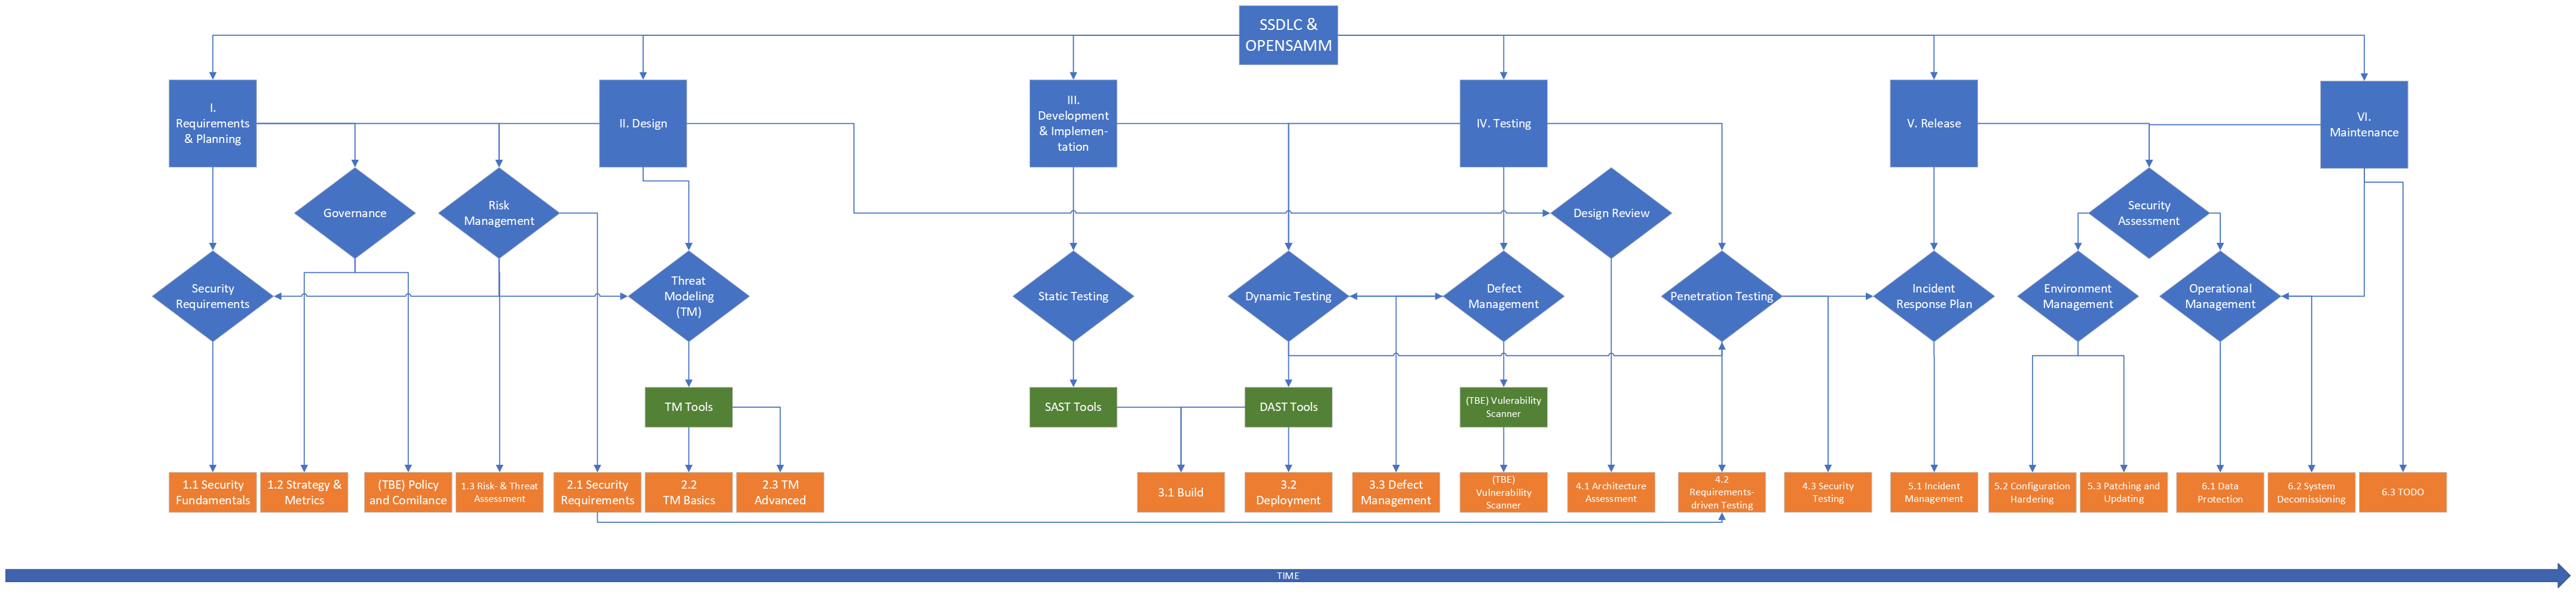 SSDLC &
OPENSAMM
I.
Requirements
& Planning
II. Design
III.
Development
& Implemen-
tation
IV. Testing
V. Release
VI.
Maintenance
Governance
Risk
Management
Design Review
Security
Assessment
Security
Requirements
Threat
Modeling
(TM)
Static Testing
Dynamic Testing
Defect
Management
Penetration Testing
Incident
Response Plan
Environment
Management
Operational
Management
TM Tools
SAST Tools
DAST Tools
(TBE) Vulerability
Scanner
1.1 Security
Fundamentals
1.2 Strategy &
Metrics
(TBE) Policy
and Comilance
1.3 Risk- & Threat
Assessment
2.1 Security
Requirements
2.2
TM Basics
2.3 TM
Advanced
3.1 Build
3.2
Deployment
3.3 Defect
Management
(TBE)
Vulnerability
Scanner
4.1 Architecture
Assessment
4.2
Requirements-
driven Testing
4.3 Security
Testing
5.1 Incident
Management
5.2 Configuration
Hardering
5.3 Patching and
Updating
6.1 Data
Protection
6.2 System
Decomissioning
6.3 TODO
TIME